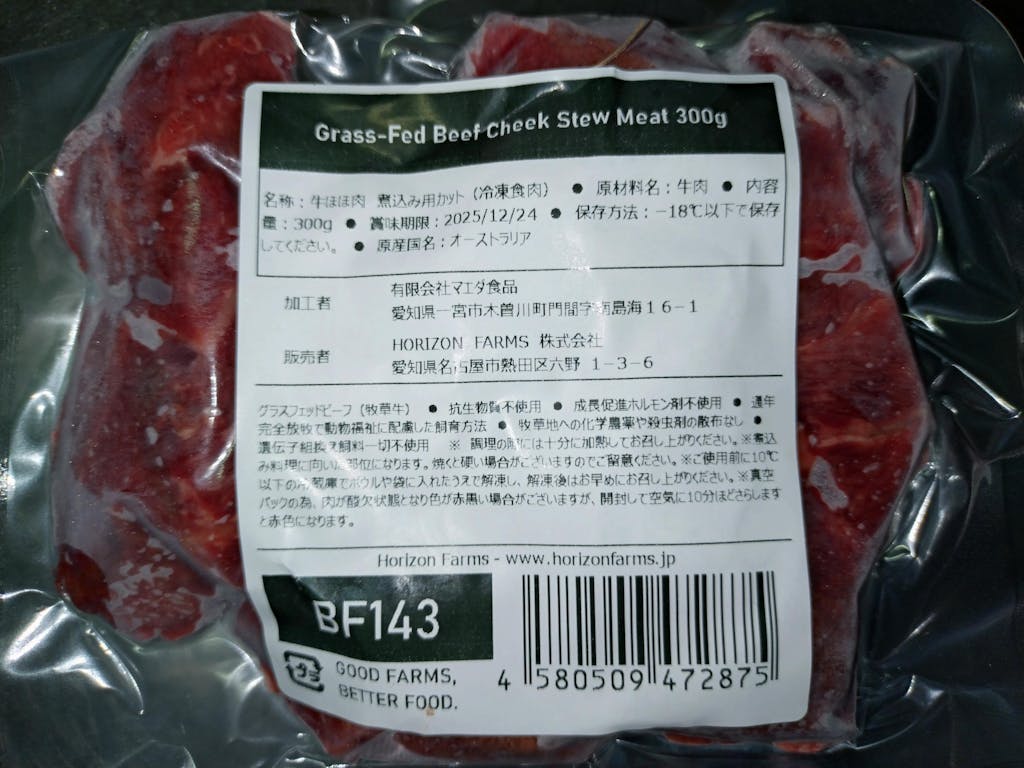 Grass-Fed Beef Cheek Stew Meat 300g
名称：牛ほほ肉 煮込み用カット（冷凍食肉） ● 原材料名：牛肉 ● 内容
量：300g ● 賞味期限：2025/12/24 ● 保存方法：－18℃以下で保存
してください。 ● 原産国名：オーストラリア
加工者 有限会社マエダ食品
愛知県一宮市木曽川町門間字南島海１６－１
販売者 HORIZON FARMS 株式会社
愛知県名古屋市熱田区六野 １－３－６
グラスフェッドビーフ（牧草牛） ● 抗生物質不使用 ● 成長促進ホルモン剤不使用 ● 通年
完全放牧で動物福祉に配慮した飼育方法 ● 牧草地への化学農薬や殺虫剤の散布なし ●
遺伝子組換え飼料一切不使用 ※ 調理の際には十分に加熱してお召し上がりください。※煮込
み料理に向いた部位になります。焼くと硬い場合がございますのでご留意ください。※ご使用前に10℃
以下の冷蔵庫でボウルや袋に入れたうえで解凍し、解凍後はお早めにお召し上がりください。※真空
パックの為、肉が酸欠状態となり色が赤黒い場合がございますが、開封して空気に10分ほどさらします
と赤色になります。
Horizon Farms - www.horizonfarms.jp
BF143
プラ
GOOD FARMS,
BETTER FOOD.
4 580509 472875